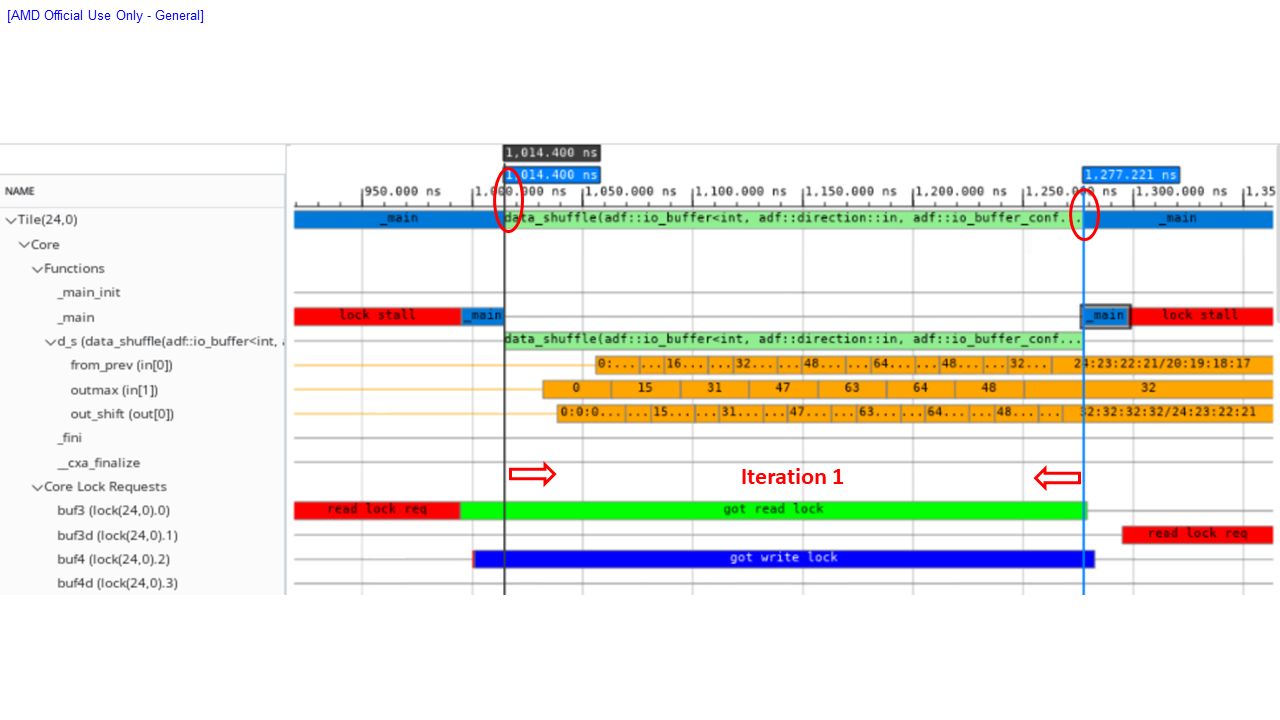 [AMD Official Use Only - General]
1,014.400 ns
1,014.400 ns 1,277.221 ns
NAME 950.000 ns 1,000.000 ns 1,050.000 ns 1,100.000 ns 1,150.000 ns 1,200.000 ns 1,250.000 ns 1,300.000 ns 1,35
Tile(24,0) _main data_shuffle(adf::io_buffer<int, adf::direction::in, adf::io_buffer_conf... _main
Core
Functions
_main_init
_main lock stall _main _main lock stall
d_s (data_shuffle(adf::io_buffer<int, data_shuffle(adf::io_buffer<int, adf::direction::in, adf::io_buffer_conf...
from_prev (in[0]) 0:... ... 16... ... 32... ... 48... ... 64... ... 48... ... 32... ... 24:23:22:21/20:19:18:17
outmax (in[1]) 0 15 31 47 63 64 48 32
out_shift (out[0]) 0:0:0... ... ... 15... ... 31... ... 47... ... 63... ... 64... ... 48... ... 32:32:32:32/24:23:22:21
_fini
__cxa_finalize
Iteration 1
Core Lock Requests
buf3 (lock(24,0).0) read lock req got read lock
buf3d (lock(24,0).1) read lock req
buf4 (lock(24,0).2) got write lock
buf4d (lock(24,0).3)